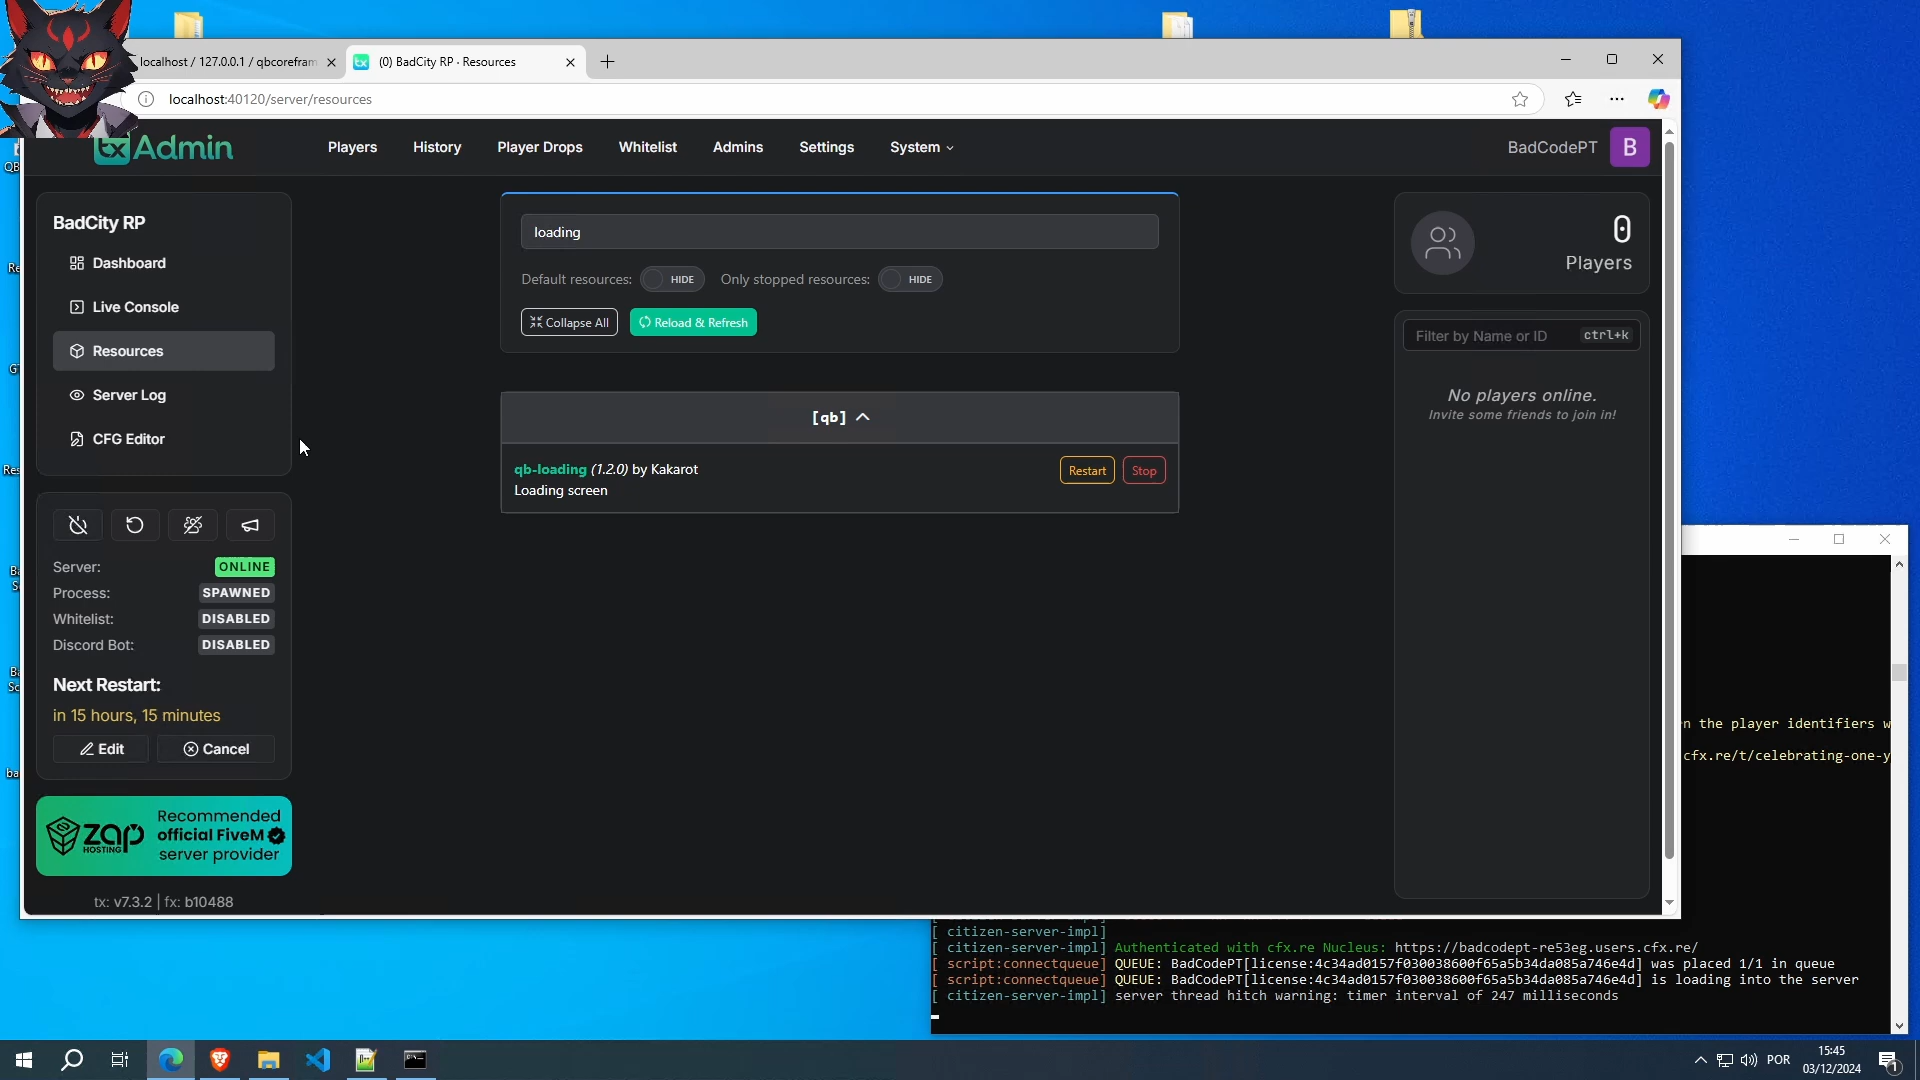 localhost / 127.0.0.1 / qbcorefram
(0) BadCity RP · Resources
localhost:40120/server/resources
tx Admin
Players
History
Player Drops
Whitelist
Admins
Settings
System
BadCodePT
B
BadCity RP
Dashboard
Live Console
Resources
Server Log
CFG Editor
Server: ONLINE
Process: SPAWNED
Whitelist: DISABLED
Discord Bot: DISABLED
Next Restart:
in 15 hours, 15 minutes
Edit
Cancel
ZAP HOSTING
Recommended
official FiveM
server provider
tx: v7.3.2 | fx: b10488
loading
Default resources: HIDE Only stopped resources: HIDE
Collapse All
Reload & Refresh
[qb]
qb-loading (1.2.0) by Kakarot
Loading screen
Restart
Stop
0
Players
Filter by Name or ID ctrl+k
No players online.
Invite some friends to join in!
n the player identifiers w
cfx.re/t/celebrating-one-y
[ citizen-server-impl]
[ citizen-server-impl] Authenticated with cfx.re Nucleus: https://badcodept-re53eg.users.cfx.re/
[ script:connectqueue] QUEUE: BadCodePT[license:4c34ad0157f030038600f65a5b34da085a746e4d] was placed 1/1 in queue
[ script:connectqueue] QUEUE: BadCodePT[license:4c34ad0157f030038600f65a5b34da085a746e4d] is loading into the server
[ citizen-server-impl] server thread hitch warning: timer interval of 247 milliseconds
POR
15:45
03/12/2024
1